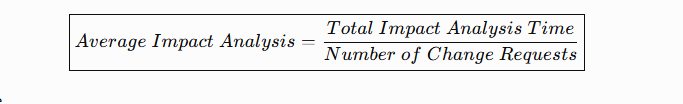 Average Impact Analysis = Total Impact Analysis Time / Number of Change Requests